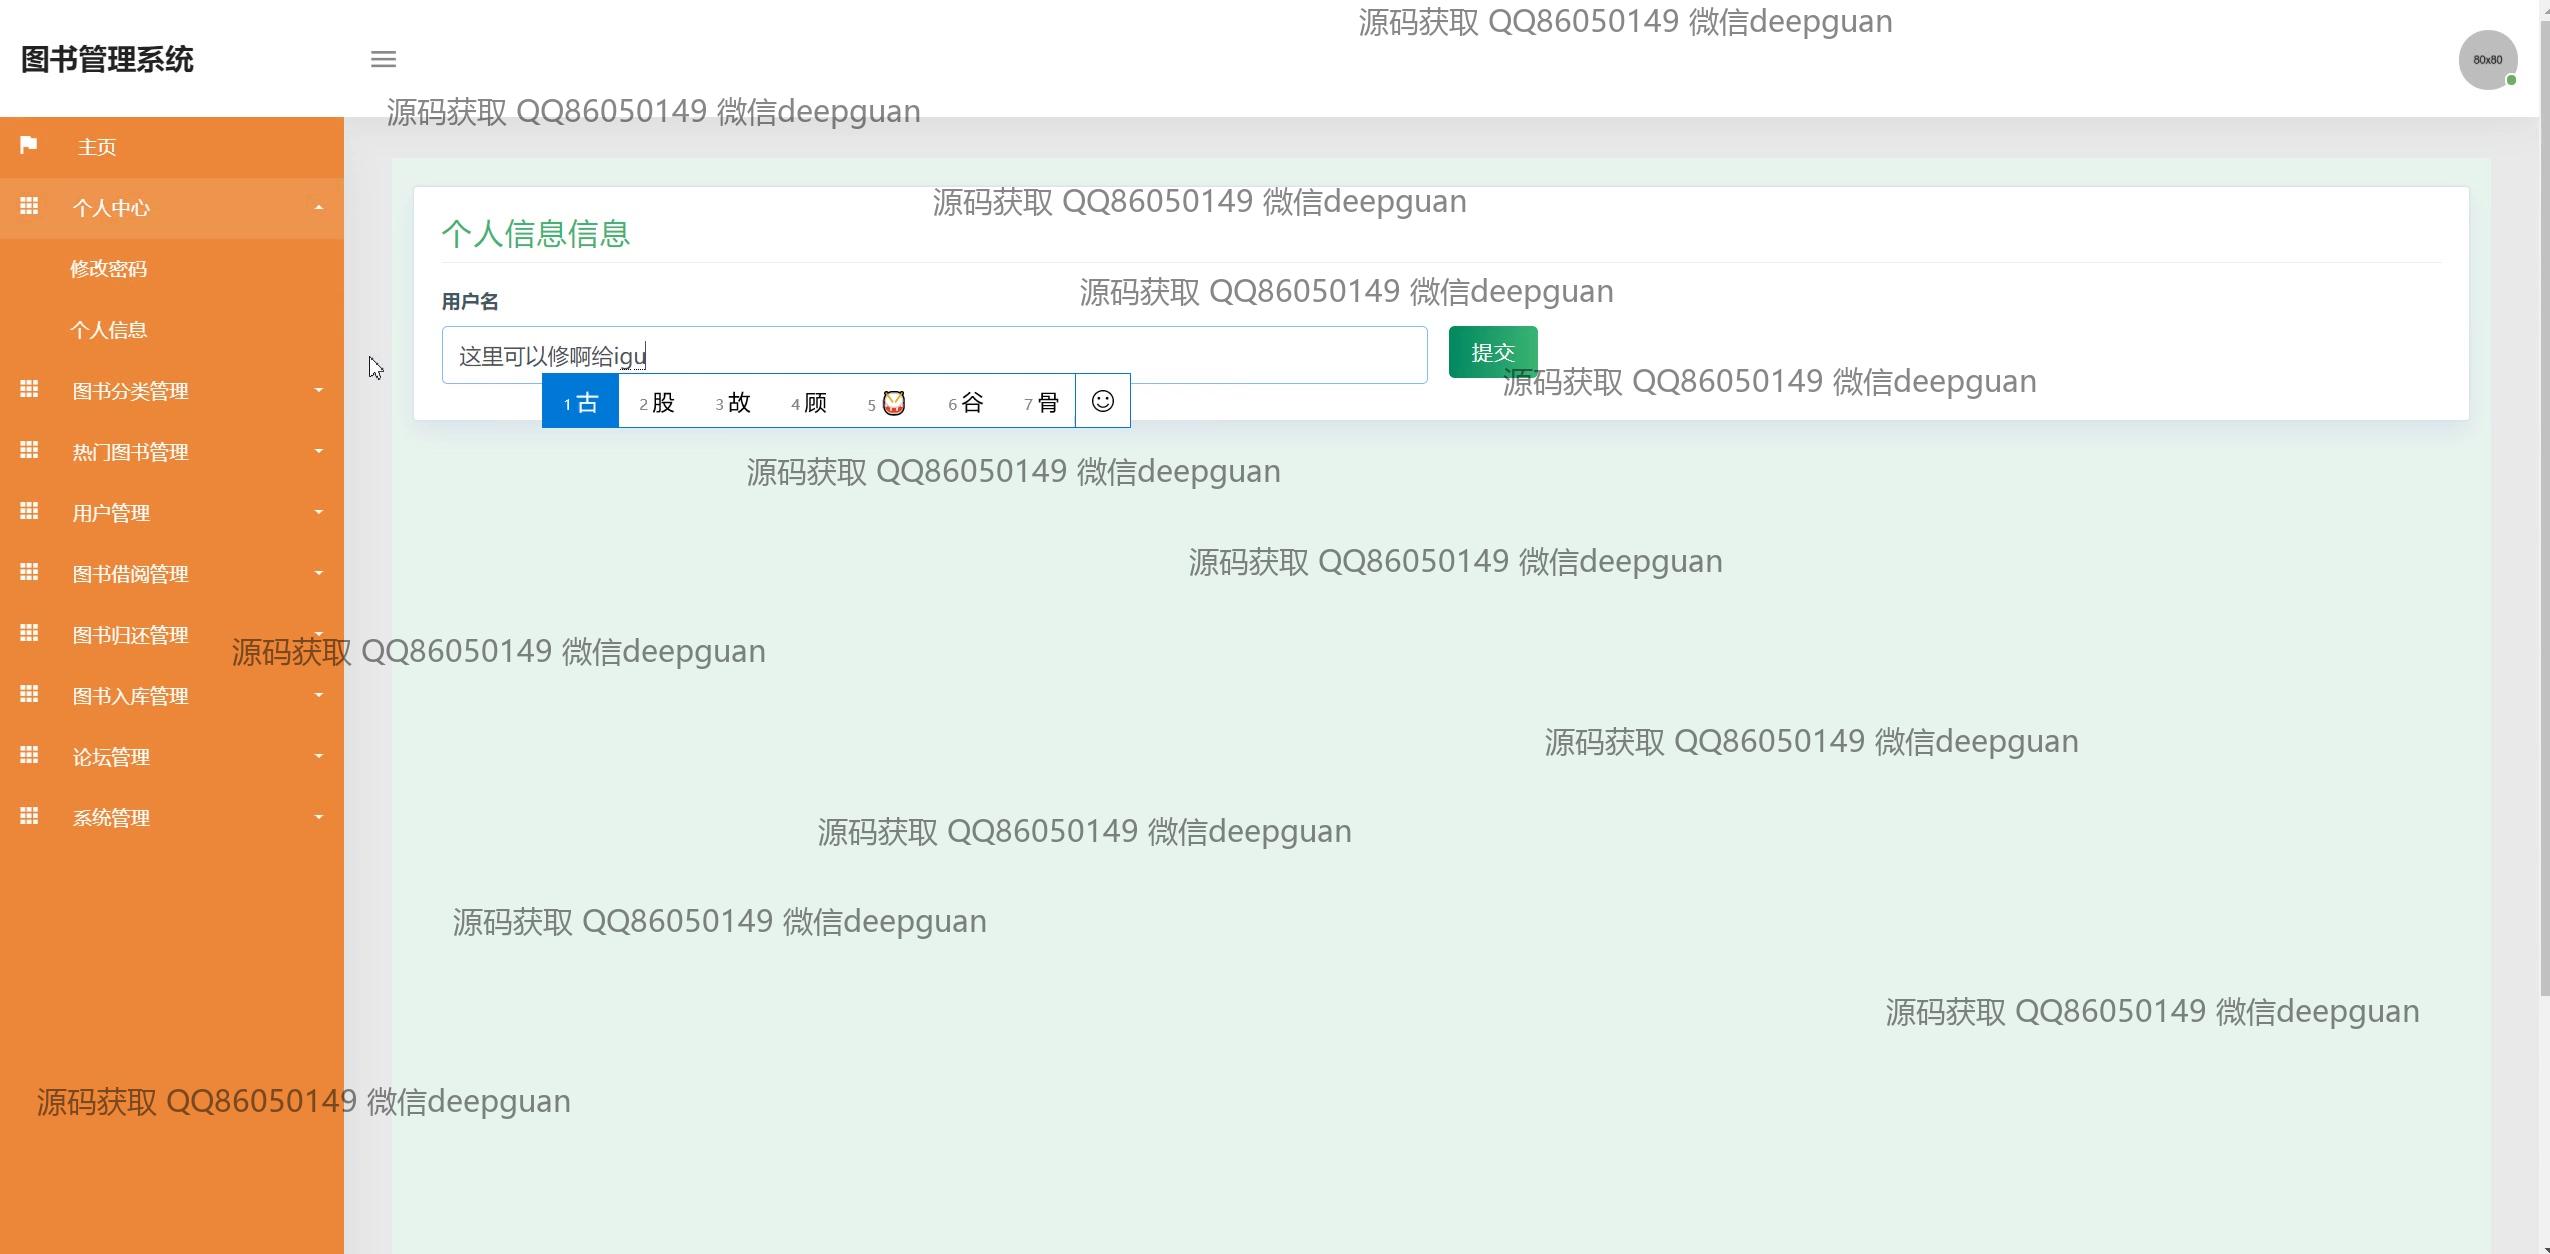 源码获取 QQ86050149 微信deepguan
图书管理系统
80x80
源码获取 QQ86050149 微信deepguan
主页
个人中心
修改密码
个人信息
图书分类管理
热门图书管理
用户管理
图书借阅管理
图书归还管理
图书入库管理
论坛管理
系统管理
源码获取 QQ86050149 微信deepguan
个人信息信息
源码获取 QQ86050149 微信deepguan
用户名
这里可以修啊给igu
提交
源码获取 QQ86050149 微信deepguan
1 古 2 股 3 故 4 顾 5 6 谷 7 骨
源码获取 QQ86050149 微信deepguan
源码获取 QQ86050149 微信deepguan
源码获取 QQ86050149 微信deepguan
源码获取 QQ86050149 微信deepguan
源码获取 QQ86050149 微信deepguan
源码获取 QQ86050149 微信deepguan
源码获取 QQ86050149 微信deepguan
源码获取 QQ86050149 微信deepguan